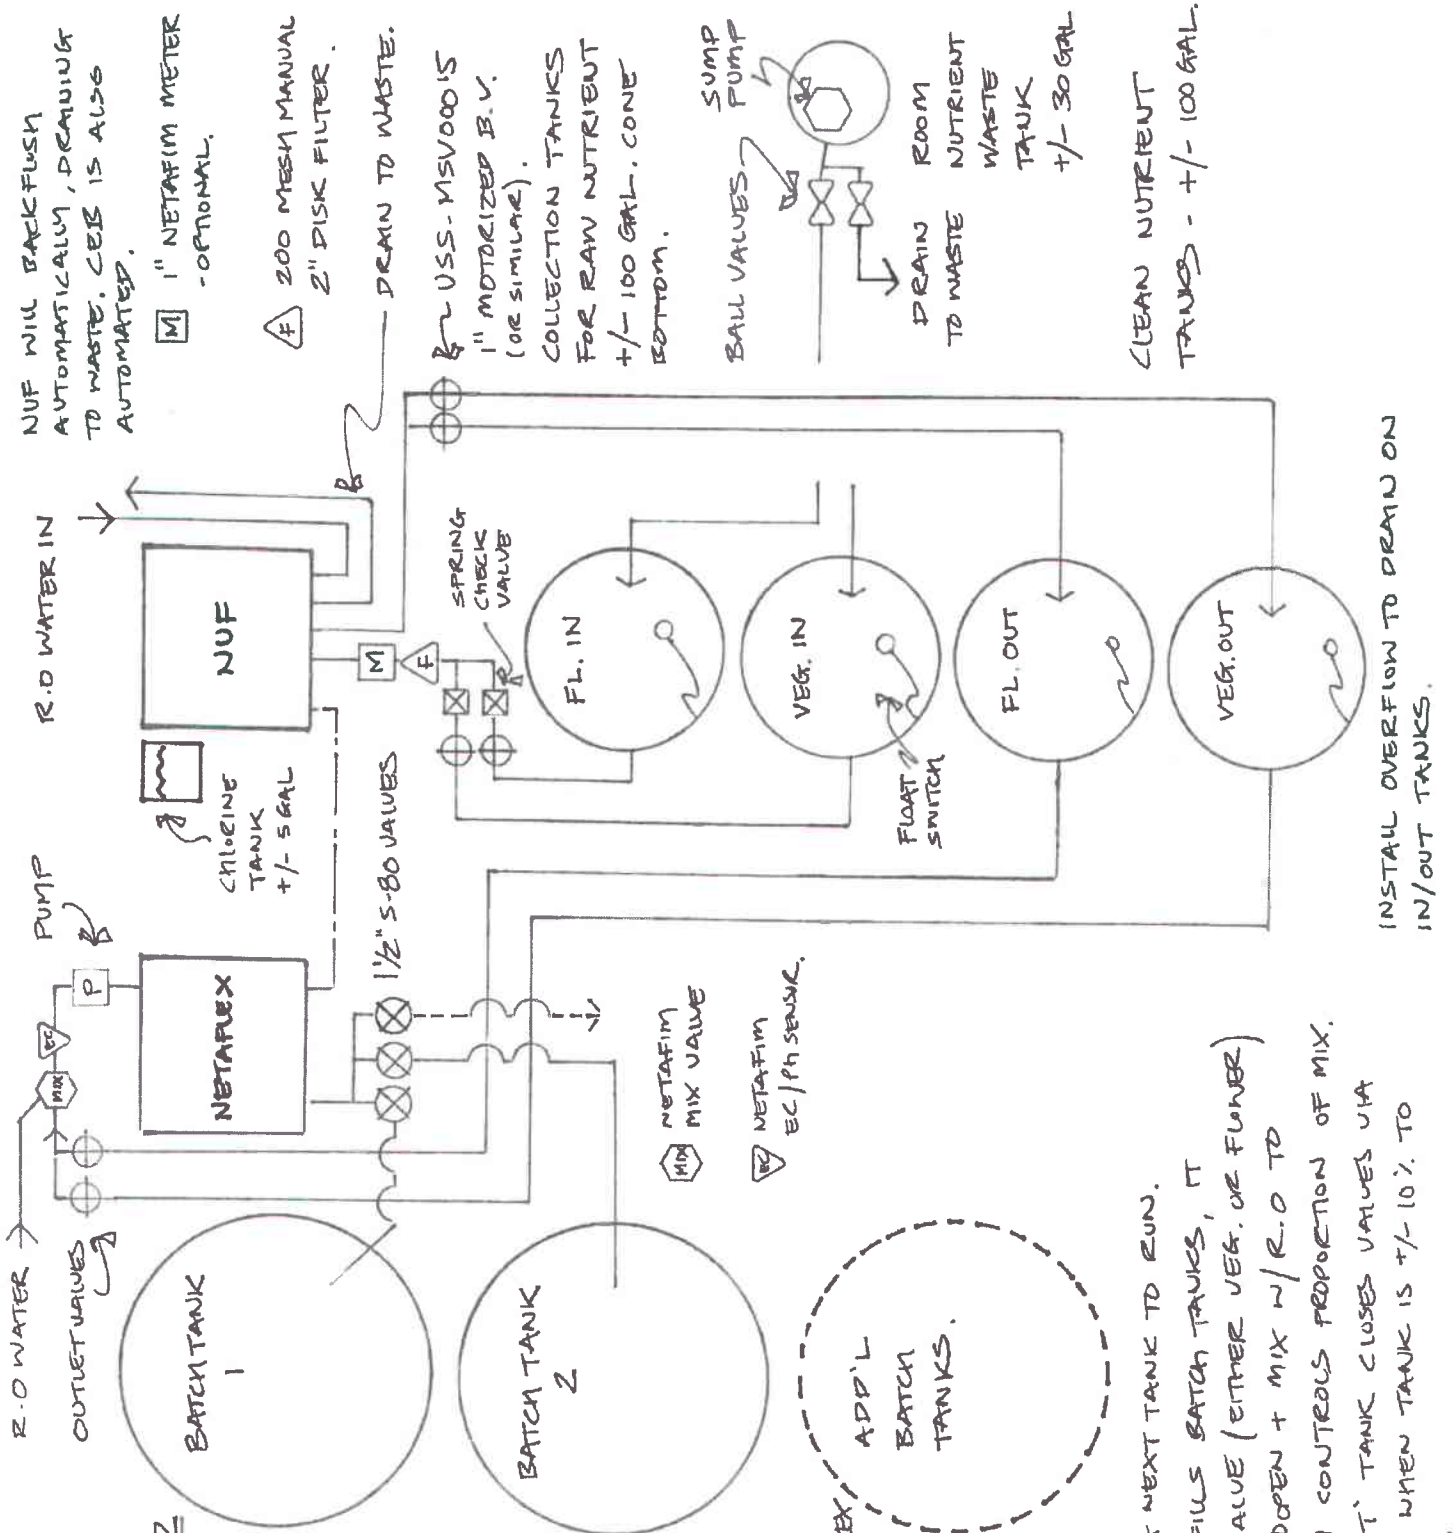 NUF WILL BACKFLUSH
AUTOMATICALLY, DRAINING
TO WASTE. CEB IS ALSO
AUTOMATED.
M 1" NETAFIM METER
- OPTIONAL.
F 200 MESH MANUAL
2" DISK FILTER.
DRAIN TO WASTE.
U.S.S. - MSV00015
1" MOTORIZED B.V.
(OR SIMILAR).
COLLECTION TANKS
FOR RAW NUTRIENT
+/- 100 GAL. CONE
BOTTOM.
SUMP
PUMP
BALL VALVES
DRAIN
TO WASTE
ROOM
NUTRIENT
WASTE
TANK
+/- 30 GAL
CLEAN NUTRIENT
TANKS - +/- 100 GAL.
R.O WATER IN
NUF
CHLORINE
TANK
+/- 5 GAL
M
F
SPRING
CHECK
VALVE
FL. IN
VEG. IN
FLOAT
SWITCH
FL. OUT
VEG. OUT
INSTALL OVERFLOW TO DRAIN ON
IN/OUT TANKS.
PUMP
P
EC
MIX
NETAFLEX
1 1/2" S-80 VALVES
R.O WATER
OUTLET VALVES
MIX NETAFIM
MIX VALVE
EC NETAFIM
EC/PH SENSOR.
BATCH TANK
1
BATCH TANK
2
ADD'L
BATCH
TANKS.
EX
NEXT TANK TO RUN.
FILLS BATCH TANKS, IT
ALVE (EITHER VEG. OR FLOWER)
OPEN + MIX W/ R.O TO
CONTROLS PROPORTION OF MIX.
T' TANK CLOSES VALVES VIA
WHEN TANK IS +/- 10% TO